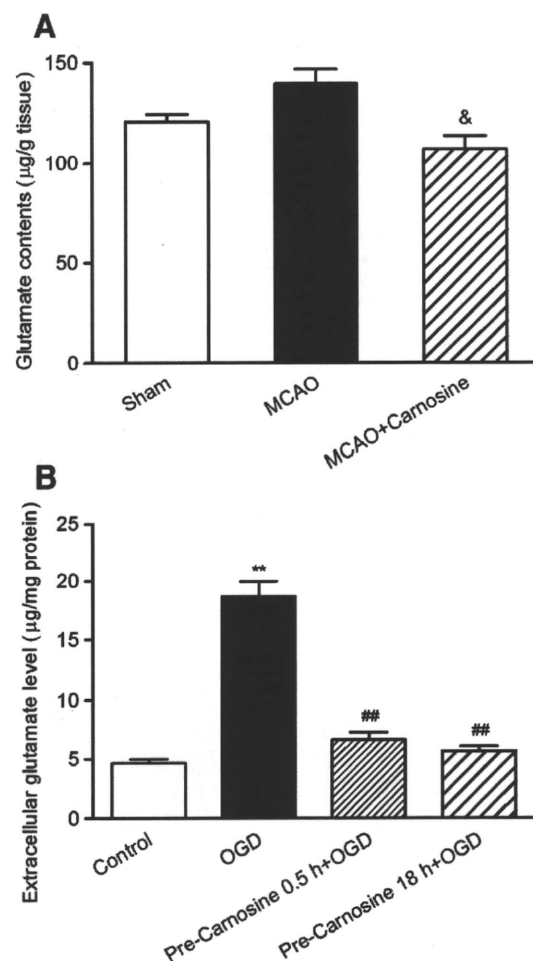 A
Glutamate contents (µg/g tissue)
150
100
50
0
&
Sham
MCAO
MCAO+Carnosine
B
Extracellular glutamate level (µg/mg protein)
25
20
15
10
5
0
**
##
##
Control
OGD
Pre-Carnosine 0.5 h+OGD
Pre-Carnosine 18 h+OGD